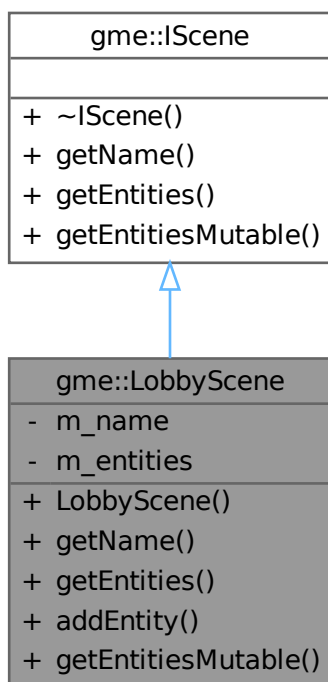 gme::IScene
+ ~IScene()
+ getName()
+ getEntities()
+ getEntitiesMutable()
gme::LobbyScene
- m_name
- m_entities
+ LobbyScene()
+ getName()
+ getEntities()
+ addEntity()
+ getEntitiesMutable()